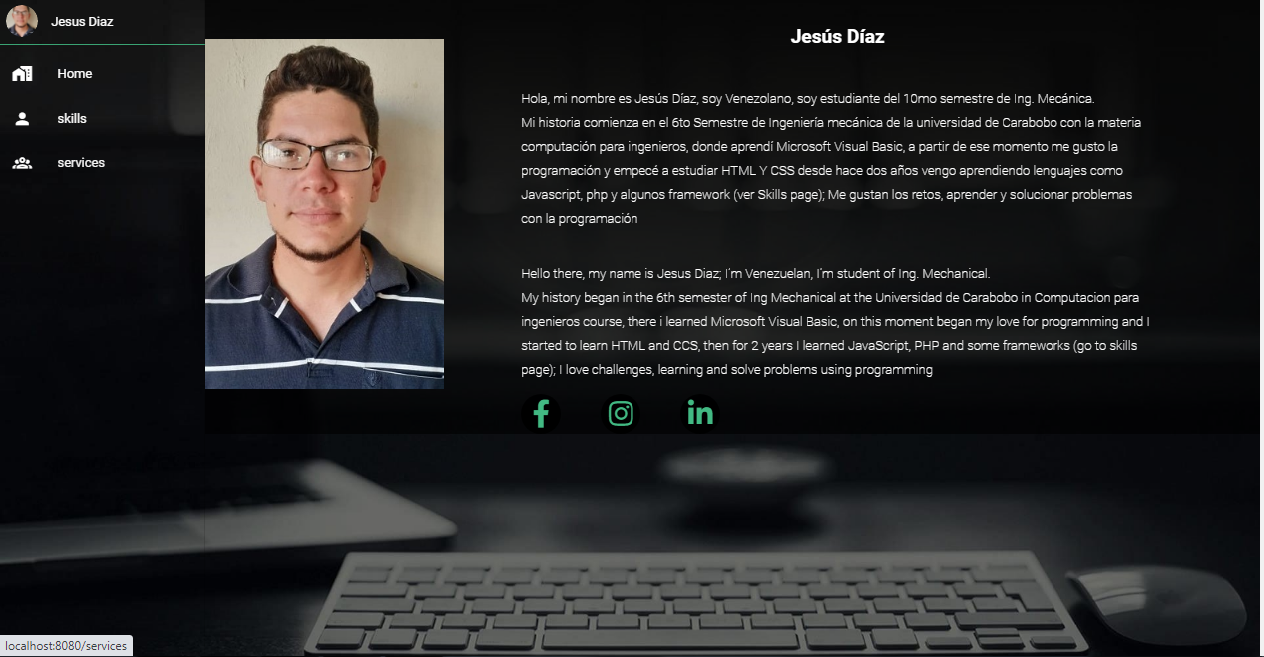 Jesus Diaz
Home
skills
services
Jesús Díaz
Hola, mi nombre es Jesús Díaz, soy Venezolano, soy estudiante del 10mo semestre de Ing. Mecánica.
Mi historia comienza en el 6to Semestre de Ingeniería mecánica de la universidad de Carabobo con la materia
computación para ingenieros, donde aprendí Microsoft Visual Basic, a partir de ese momento me gusto la
programación y empecé a estudiar HTML Y CSS desde hace dos años vengo aprendiendo lenguajes como
Javascript, php y algunos framework (ver Skills page); Me gustan los retos, aprender y solucionar problemas
con la programación
Hello there, my name is Jesus Diaz; I'm Venezuelan, I'm student of Ing. Mechanical.
My history began in the 6th semester of Ing Mechanical at the Universidad de Carabobo in Computacion para
ingenieros course, there i learned Microsoft Visual Basic, on this moment began my love for programming and I
started to learn HTML and CCS, then for 2 years I learned JavaScript, PHP and some frameworks (go to skills
page); I love challenges, learning and solve problems using programming
localhost:8080/services